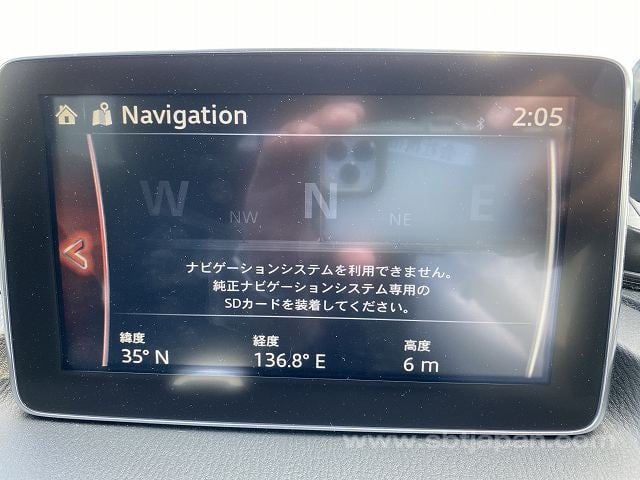 Navigation 2:05
W NW N NE E
ナビゲーションシステムを利用できません。
純正ナビゲーションシステム専用の
SDカードを装着してください。
緯度 経度 高度
35° N 136.8° E 6 m
www.sbtjapan.com